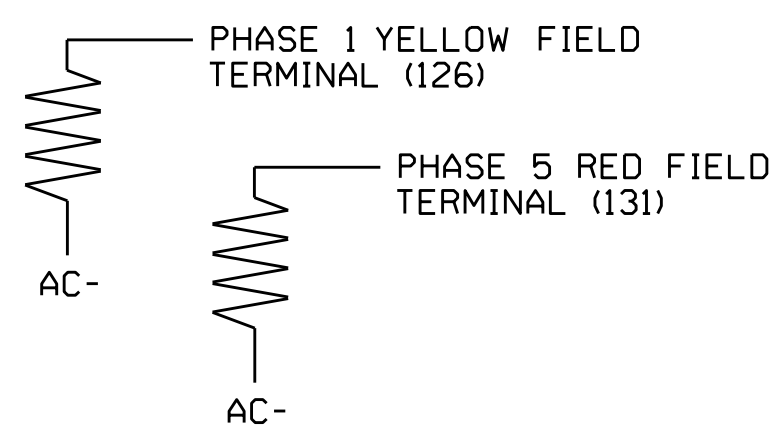 PHASE 1 YELLOW FIELD
TERMINAL (126)
PHASE 5 RED FIELD
TERMINAL (131)
AC-
AC-